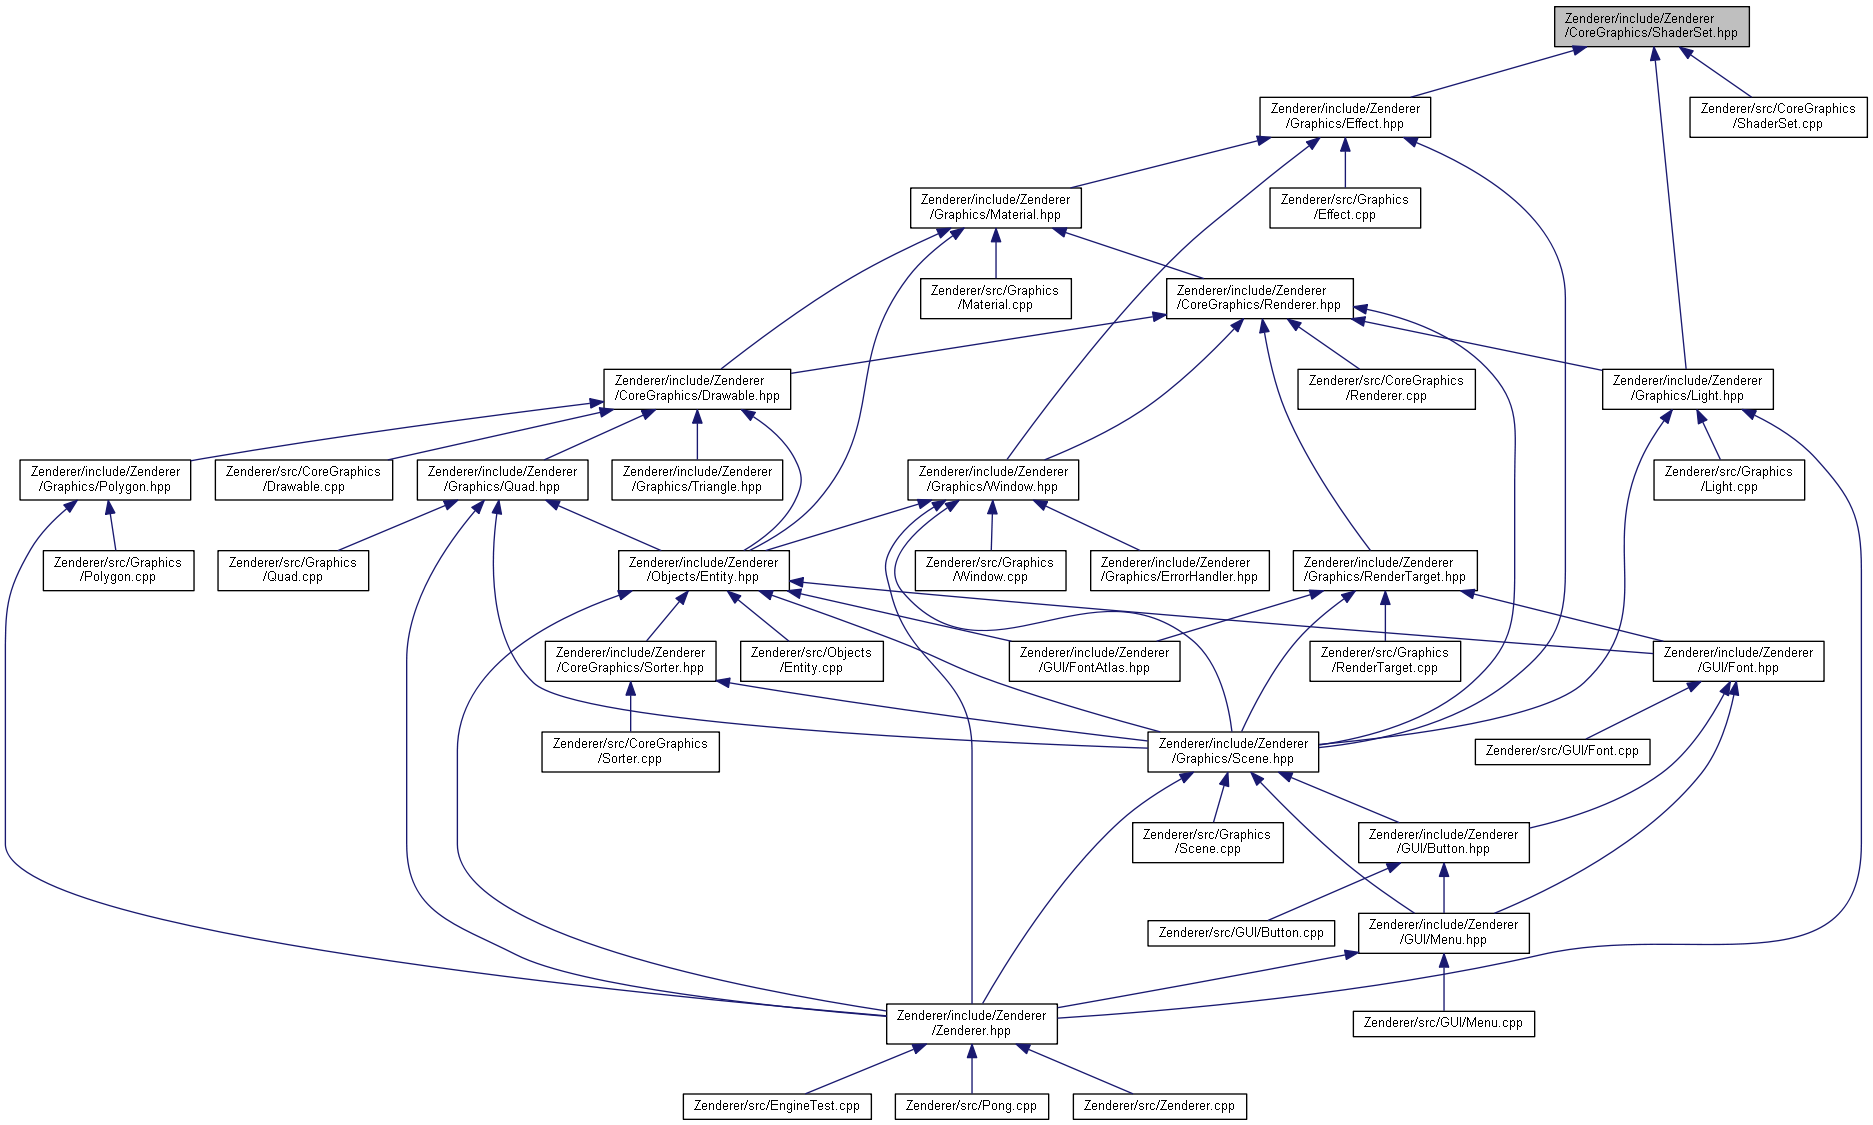 Zenderer/include/Zenderer
/CoreGraphics/ShaderSet.hpp
Zenderer/include/Zenderer
/Graphics/Effect.hpp
Zenderer/src/CoreGraphics
/ShaderSet.cpp
Zenderer/include/Zenderer
/Graphics/Material.hpp
Zenderer/src/Graphics
/Effect.cpp
Zenderer/src/Graphics
/Material.cpp
Zenderer/include/Zenderer
/CoreGraphics/Renderer.hpp
Zenderer/include/Zenderer
/CoreGraphics/Drawable.hpp
Zenderer/src/CoreGraphics
/Renderer.cpp
Zenderer/include/Zenderer
/Graphics/Light.hpp
Zenderer/include/Zenderer
/Graphics/Polygon.hpp
Zenderer/src/CoreGraphics
/Drawable.cpp
Zenderer/include/Zenderer
/Graphics/Quad.hpp
Zenderer/include/Zenderer
/Graphics/Triangle.hpp
Zenderer/include/Zenderer
/Graphics/Window.hpp
Zenderer/src/Graphics
/Light.cpp
Zenderer/src/Graphics
/Polygon.cpp
Zenderer/src/Graphics
/Quad.cpp
Zenderer/include/Zenderer
/Objects/Entity.hpp
Zenderer/src/Graphics
/Window.cpp
Zenderer/include/Zenderer
/Graphics/ErrorHandler.hpp
Zenderer/include/Zenderer
/Graphics/RenderTarget.hpp
Zenderer/include/Zenderer
/CoreGraphics/Sorter.hpp
Zenderer/src/Objects
/Entity.cpp
Zenderer/include/Zenderer
/GUI/FontAtlas.hpp
Zenderer/src/Graphics
/RenderTarget.cpp
Zenderer/include/Zenderer
/GUI/Font.hpp
Zenderer/src/CoreGraphics
/Sorter.cpp
Zenderer/include/Zenderer
/Graphics/Scene.hpp
Zenderer/src/GUI/Font.cpp
Zenderer/src/Graphics
/Scene.cpp
Zenderer/include/Zenderer
/GUI/Button.hpp
Zenderer/src/GUI/Button.cpp
Zenderer/include/Zenderer
/GUI/Menu.hpp
Zenderer/include/Zenderer
/Zenderer.hpp
Zenderer/src/GUI/Menu.cpp
Zenderer/src/EngineTest.cpp
Zenderer/src/Pong.cpp
Zenderer/src/Zenderer.cpp